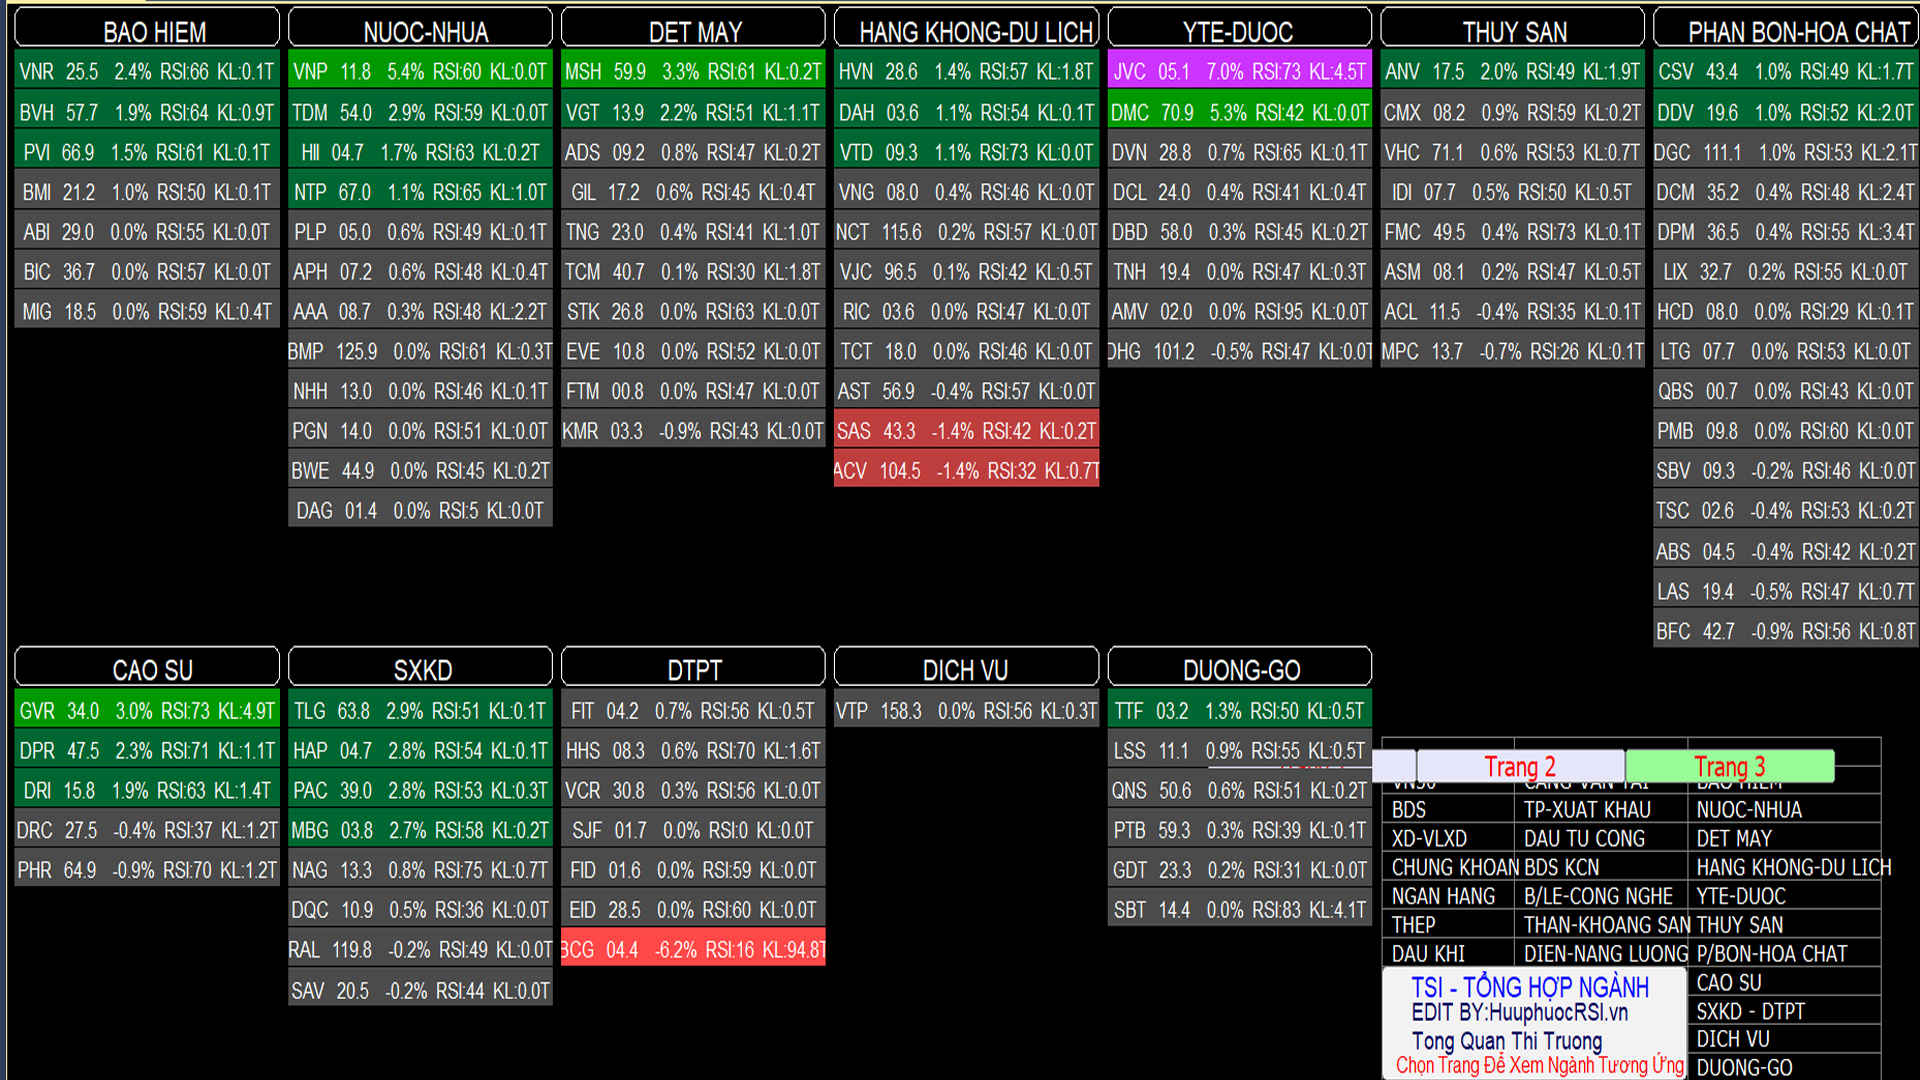 BAO HIEM
VNR 25.5 2.4% RSI:66 KL:0.1T
BVH 57.7 1.9% RSI:64 KL:0.9T
PVI 66.9 1.5% RSI:61 KL:0.1T
BMI 21.2 1.0% RSI:50 KL:0.1T
ABI 29.0 0.0% RSI:55 KL:0.0T
BIC 36.7 0.0% RSI:57 KL:0.0T
MIG 18.5 0.0% RSI:59 KL:0.4T
NUOC-NHUA
VNP 11.8 5.4% RSI:60 KL:0.0T
TDM 54.0 2.9% RSI:59 KL:0.0T
HII 04.7 1.7% RSI:63 KL:0.2T
NTP 67.0 1.1% RSI:65 KL:1.0T
PLP 05.0 0.6% RSI:49 KL:0.1T
APH 07.2 0.6% RSI:48 KL:0.4T
AAA 08.7 0.3% RSI:48 KL:2.2T
BMP 125.9 0.0% RSI:61 KL:0.3T
NHH 13.0 0.0% RSI:46 KL:0.1T
PGN 14.0 0.0% RSI:51 KL:0.0T
BWE 44.9 0.0% RSI:45 KL:0.2T
DAG 01.4 0.0% RSI:5 KL:0.0T
DET MAY
MSH 59.9 3.3% RSI:61 KL:0.2T
VGT 13.9 2.2% RSI:51 KL:1.1T
ADS 09.2 0.8% RSI:47 KL:0.2T
GIL 17.2 0.6% RSI:45 KL:0.4T
TNG 23.0 0.4% RSI:41 KL:1.0T
TCM 40.7 0.1% RSI:30 KL:1.8T
STK 26.8 0.0% RSI:63 KL:0.0T
EVE 10.8 0.0% RSI:52 KL:0.0T
FTM 00.8 0.0% RSI:47 KL:0.0T
KMR 03.3 -0.9% RSI:43 KL:0.0T
HANG KHONG-DU LICH
HVN 28.6 1.4% RSI:57 KL:1.8T
DAH 03.6 1.1% RSI:54 KL:0.1T
VTD 09.3 1.1% RSI:73 KL:0.0T
VNG 08.0 0.4% RSI:46 KL:0.0T
NCT 115.6 0.2% RSI:57 KL:0.0T
VJC 96.5 0.1% RSI:42 KL:0.5T
RIC 03.6 0.0% RSI:47 KL:0.0T
TCT 18.0 0.0% RSI:46 KL:0.0T
AST 56.9 -0.4% RSI:57 KL:0.0T
SAS 43.3 -1.4% RSI:42 KL:0.2T
ACV 104.5 -1.4% RSI:32 KL:0.7T
YTE-DUOC
JVC 05.1 7.0% RSI:73 KL:4.5T
DMC 70.9 5.3% RSI:42 KL:0.0T
DVN 28.8 0.7% RSI:65 KL:0.1T
DCL 24.0 0.4% RSI:41 KL:0.4T
DBD 58.0 0.3% RSI:45 KL:0.2T
TNH 19.4 0.0% RSI:47 KL:0.3T
AMV 02.0 0.0% RSI:95 KL:0.0T
DHG 101.2 -0.5% RSI:47 KL:0.0T
THUY SAN
ANV 17.5 2.0% RSI:49 KL:1.9T
CMX 08.2 0.9% RSI:59 KL:0.2T
VHC 71.1 0.6% RSI:53 KL:0.7T
IDI 07.7 0.5% RSI:50 KL:0.5T
FMC 49.5 0.4% RSI:73 KL:0.1T
ASM 08.1 0.2% RSI:47 KL:0.5T
ACL 11.5 -0.4% RSI:35 KL:0.1T
MPC 13.7 -0.7% RSI:26 KL:0.1T
PHAN BON-HOA CHAT
CSV 43.4 1.0% RSI:49 KL:1.7T
DDV 19.6 1.0% RSI:52 KL:2.0T
DGC 111.1 1.0% RSI:53 KL:2.1T
DCM 35.2 0.4% RSI:48 KL:2.4T
DPM 36.5 0.4% RSI:55 KL:3.4T
LIX 32.7 0.2% RSI:55 KL:0.0T
HCD 08.0 0.0% RSI:29 KL:0.1T
LTG 07.7 0.0% RSI:53 KL:0.0T
QBS 00.7 0.0% RSI:43 KL:0.0T
PMB 09.8 0.0% RSI:60 KL:0.0T
SBV 09.3 -0.2% RSI:46 KL:0.0T
TSC 02.6 -0.4% RSI:53 KL:0.2T
ABS 04.5 -0.4% RSI:42 KL:0.2T
LAS 19.4 -0.5% RSI:47 KL:0.7T
BFC 42.7 -0.9% RSI:56 KL:0.8T
CAO SU
GVR 34.0 3.0% RSI:73 KL:4.9T
DPR 47.5 2.3% RSI:71 KL:1.1T
DRI 15.8 1.9% RSI:63 KL:1.4T
DRC 27.5 -0.4% RSI:37 KL:1.2T
PHR 64.9 -0.9% RSI:70 KL:1.2T
SXKD
TLG 63.8 2.9% RSI:51 KL:0.1T
HAP 04.7 2.8% RSI:54 KL:0.1T
PAC 39.0 2.8% RSI:53 KL:0.3T
MBG 03.8 2.7% RSI:58 KL:0.2T
NAG 13.3 0.8% RSI:75 KL:0.7T
DQC 10.9 0.5% RSI:36 KL:0.0T
RAL 119.8 -0.2% RSI:49 KL:0.0T
SAV 20.5 -0.2% RSI:44 KL:0.0T
DTPT
FIT 04.2 0.7% RSI:56 KL:0.5T
HHS 08.3 0.6% RSI:70 KL:1.6T
VCR 30.8 0.3% RSI:56 KL:0.0T
SJF 01.7 0.0% RSI:0 KL:0.0T
FID 01.6 0.0% RSI:59 KL:0.0T
EID 28.5 0.0% RSI:60 KL:0.0T
BCG 04.4 -6.2% RSI:16 KL:94.8T
DICH VU
VTP 158.3 0.0% RSI:56 KL:0.3T
DUONG-GO
TTF 03.2 1.3% RSI:50 KL:0.5T
LSS 11.1 0.9% RSI:55 KL:0.5T
QNS 50.6 0.6% RSI:51 KL:0.2T
PTB 59.3 0.3% RSI:39 KL:0.1T
GDT 23.3 0.2% RSI:31 KL:0.0T
SBT 14.4 0.0% RSI:83 KL:4.1T
Trang 2 Trang 3
VN30 CANG VAN TAI BAO HIEM
BDS TP-XUAT KHAU NUOC-NHUA
XD-VLXD DAU TU CONG DET MAY
CHUNG KHOAN BDS KCN HANG KHONG-DU LICH
NGAN HANG B/LE-CONG NGHE YTE-DUOC
THEP THAN-KHOANG SAN THUY SAN
DAU KHI DIEN-NANG LUONG P/BON-HOA CHAT
CAO SU
SXKD - DTPT
DICH VU
DUONG-GO
TSI - TỔNG HỢP NGÀNH
EDIT BY:HuuphuocRSI.vn
Tong Quan Thi Truong
Chọn Trang Để Xem Ngành Tương Ứng